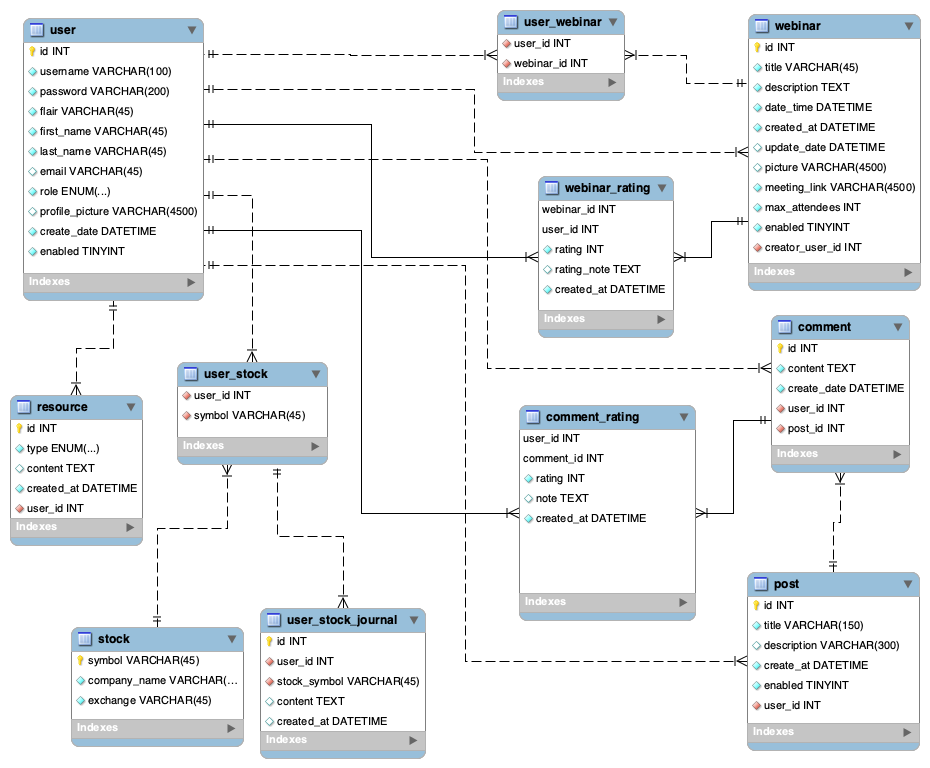 user
id INT
username VARCHAR(100)
password VARCHAR(200)
flair VARCHAR(45)
first_name VARCHAR(45)
last_name VARCHAR(45)
email VARCHAR(45)
role ENUM(...)
profile_picture VARCHAR(4500)
create_date DATETIME
enabled TINYINT
Indexes
user_webinar
user_id INT
webinar_id INT
Indexes
webinar
id INT
title VARCHAR(45)
description TEXT
date_time DATETIME
created_at DATETIME
update_date DATETIME
picture VARCHAR(4500)
meeting_link VARCHAR(4500)
max_attendees INT
enabled TINYINT
creator_user_id INT
Indexes
webinar_rating
webinar_id INT
user_id INT
rating INT
rating_note TEXT
created_at DATETIME
Indexes
comment
id INT
content TEXT
create_date DATETIME
user_id INT
post_id INT
Indexes
user_stock
user_id INT
symbol VARCHAR(45)
Indexes
resource
id INT
type ENUM(...)
content TEXT
created_at DATETIME
user_id INT
Indexes
comment_rating
user_id INT
comment_id INT
rating INT
note TEXT
created_at DATETIME
Indexes
post
id INT
title VARCHAR(150)
description VARCHAR(300)
create_at DATETIME
enabled TINYINT
user_id INT
Indexes
stock
symbol VARCHAR(45)
company_name VARCHAR(...
exchange VARCHAR(45)
Indexes
user_stock_journal
id INT
user_id INT
stock_symbol VARCHAR(45)
content TEXT
created_at DATETIME
Indexes